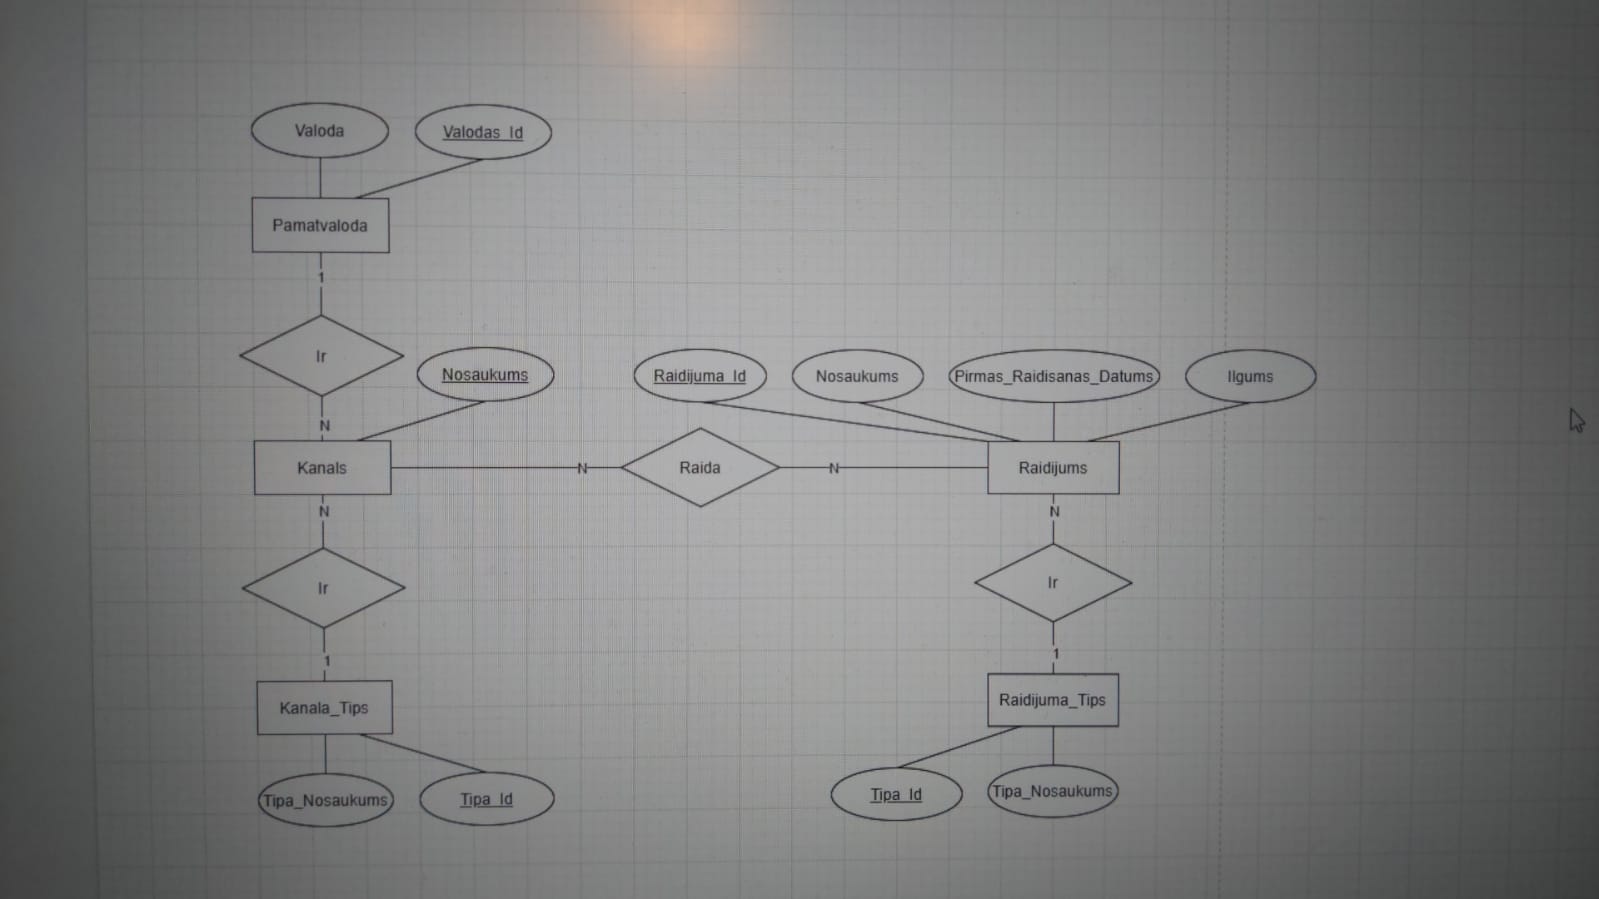 Valoda
Valodas_Id
Pamatvaloda
1
Ir
N
Nosaukums
Raidijuma_Id
Nosaukums
Pirmas_Raidisanas_Datums
Ilgums
Kanals
N
Raida
N
Raidijums
N
N
Ir
Ir
1
1
Kanala_Tips
Raidijuma_Tips
Tipa_Nosaukums
Tipa_Id
Tipa_Id
Tipa_Nosaukums